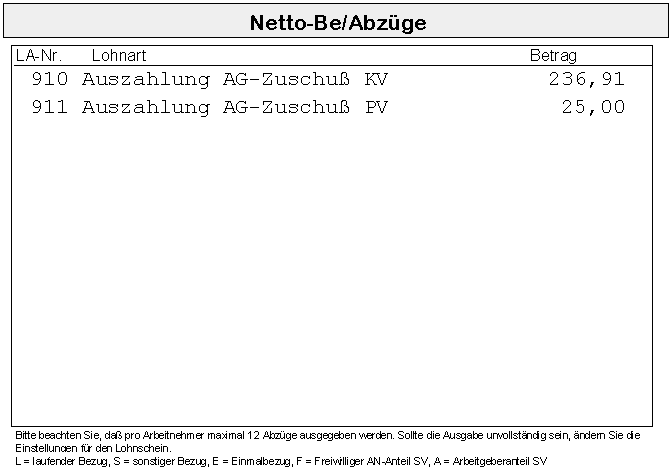 Netto-Be/Abzüge
LA-Nr. Lohnart Betrag
910 Auszahlung AG-Zuschuß KV 236,91
911 Auszahlung AG-Zuschuß PV 25,00
Bitte beachten Sie, daß pro Arbeitnehmer maximal 12 Abzüge ausgegeben werden. Sollte die Ausgabe unvollständig sein, ändern Sie die
Einstellungen für den Lohnschein.
L = laufender Bezug, S = sonstiger Bezug, E = Einmalbezug, F = Freiwilliger AN-Anteil SV, A = Arbeitgeberanteil SV